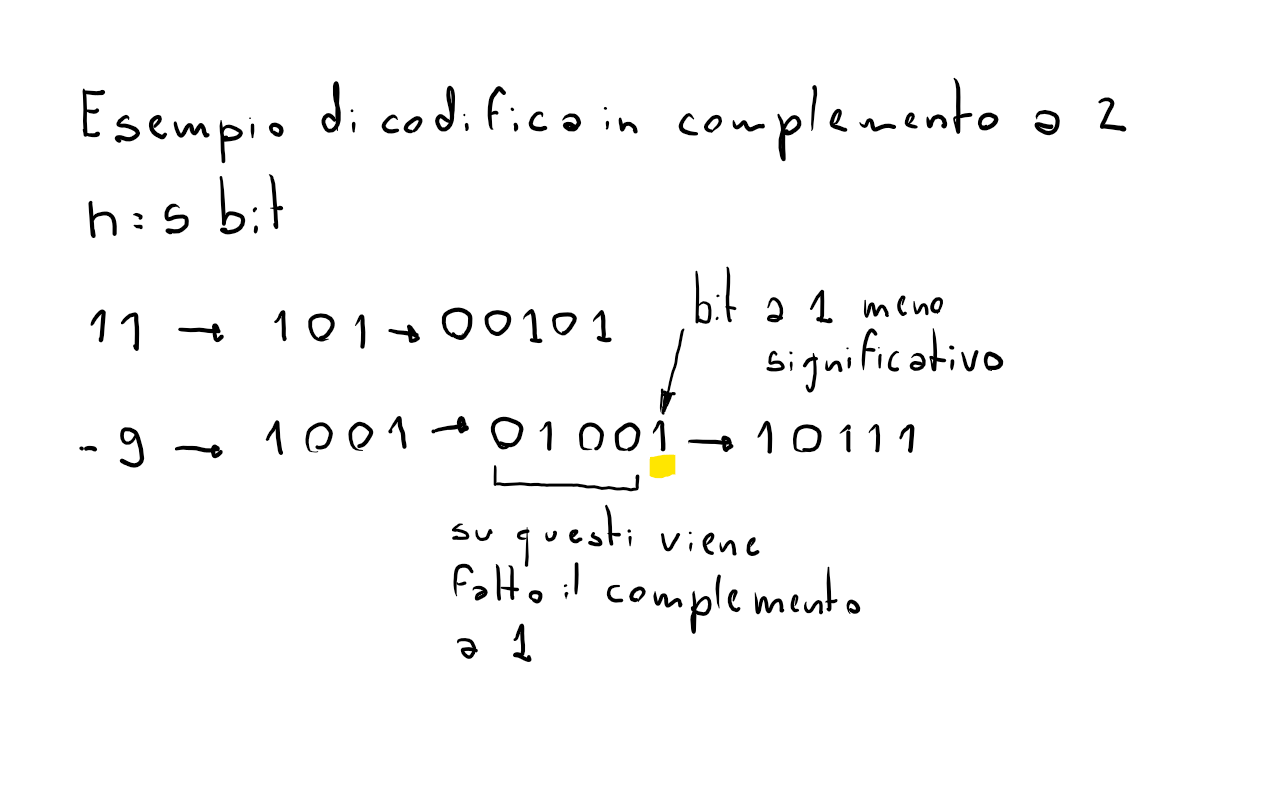 Esempio di codifica in complemento a 2
n=5 bit
11 → 101 → 00101
bit a 1 meno
significativo
-9 → 1001 → 01001 → 10111
su questi viene
fatto il complemento
a 1